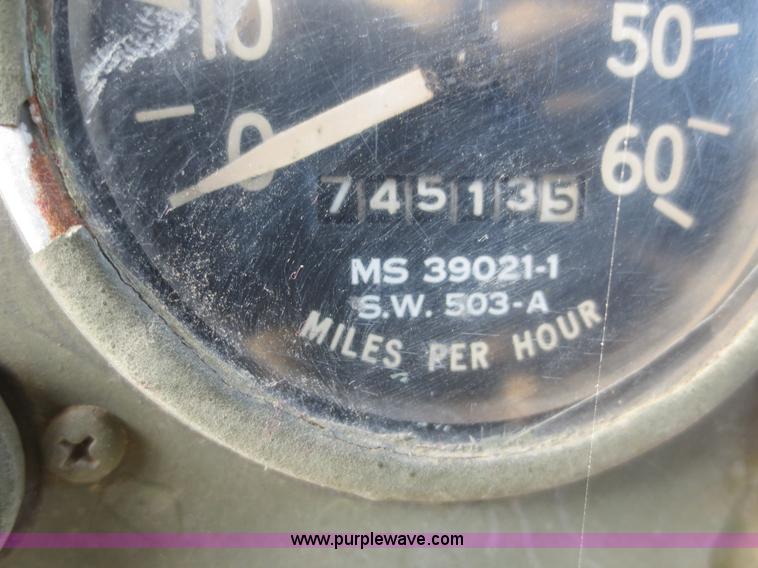 10
50
0
60
745135
MS 39021-1
S.W. 503-A
MILES PER HOUR
www.purplewave.com